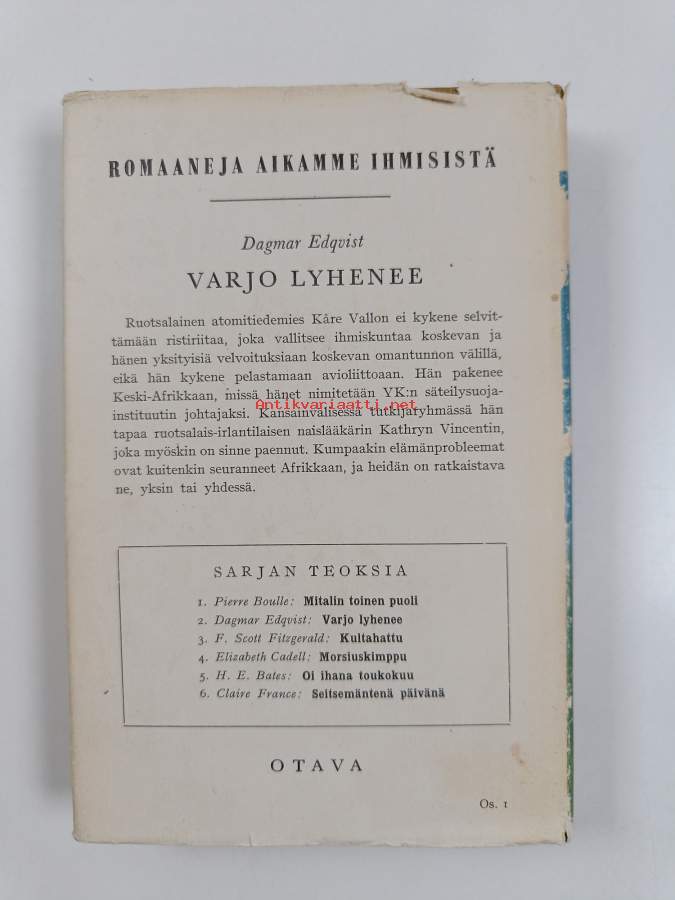 ROMAANEJA AIKAMME IHMISISTÄ
Dagmar Edqvist
VARJO LYHENEE
Ruotsalainen atomitiedemies Kåre Vallon ei kykene selvit-
tämään ristiriitaa, joka vallitsee ihmiskuntaa koskevan ja
hänen yksityisiä velvoituksiaan koskevan omantunnon välillä,
eikä hän kykene pelastamaan avioliittoaan. Hän pakenee
Keski-Afrikkaan, missä hänet nimitetään YK:n säteilysuoja-
Antikvariaatti.net
instituutin johtajaksi. Kansainvälisessä tutkijaryhmässä hän
tapaa ruotsalais-irlantilaisen naislääkärin Kathryn Vincentin,
joka myöskin on sinne paennut. Kumpaakin elämänprobleemat
ovat kuitenkin seuranneet Afrikkaan, ja heidän on ratkaistava
ne, yksin tai yhdessä.
SARJAN TEOKSIA
1. Pierre Boulle: Mitalin toinen puoli
2. Dagmar Edqvist: Varjo lyhenee
3. F. Scott Fitzgerald: Kultahattu
4. Elizabeth Cadell: Morsiuskimppu
5. H. E. Bates: Oi ihana toukokuu
6. Claire France: Seitsemäntenä päivänä
OTAVA
Os. 1